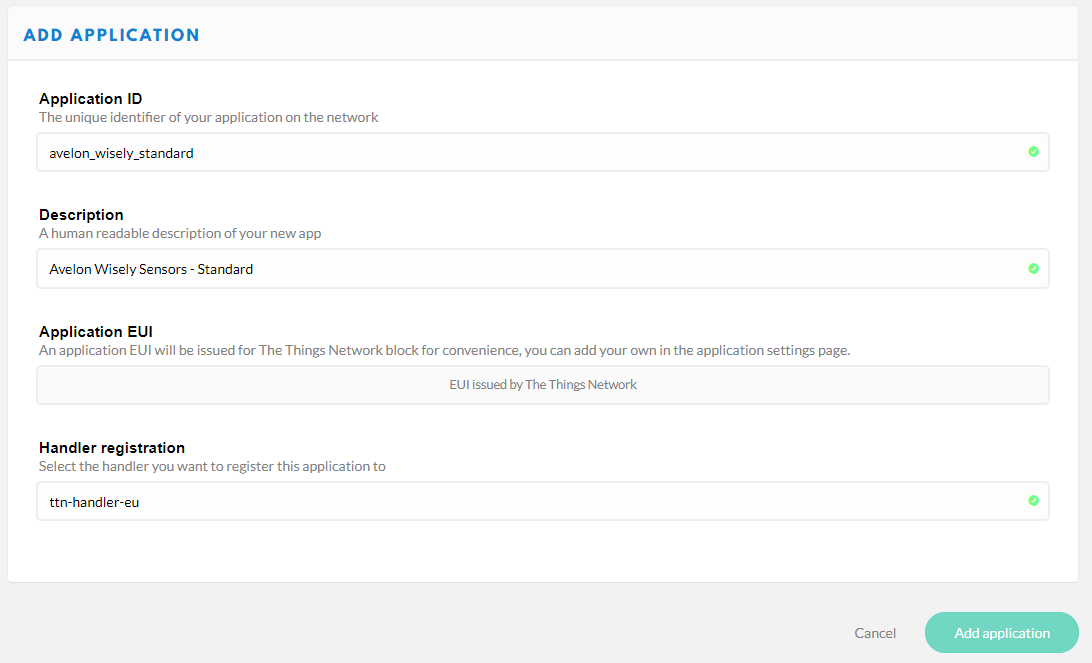 ADD APPLICATION
Application ID
The unique identifier of your application on the network
avelon_wisely_standard
Description
A human readable description of your new app
Avelon Wisely Sensors - Standard
Application EUI
An application EUI will be issued for The Things Network block for convenience, you can add your own in the application settings page.
EUI issued by The Things Network
Handler registration
Select the handler you want to register this application to
ttn-handler-eu
Cancel
Add application